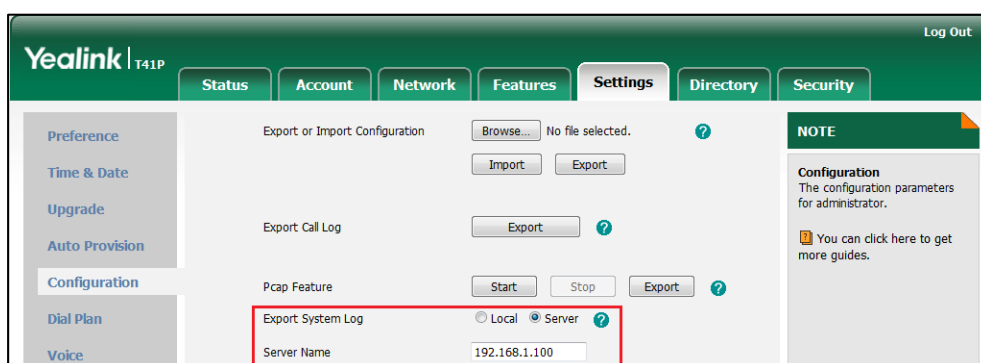 Log Out
Yealink | T41P
Status Account Network Features Settings Directory Security
Preference
Time & Date
Upgrade
Auto Provision
Configuration
Dial Plan
Voice
Export or Import Configuration Browse... No file selected. ?
Import Export
Export Call Log Export ?
Pcap Feature Start Stop Export ?
Export System Log Local Server ?
Server Name 192.168.1.100
NOTE
Configuration
The configuration parameters
for administrator.
? You can click here to get
more guides.